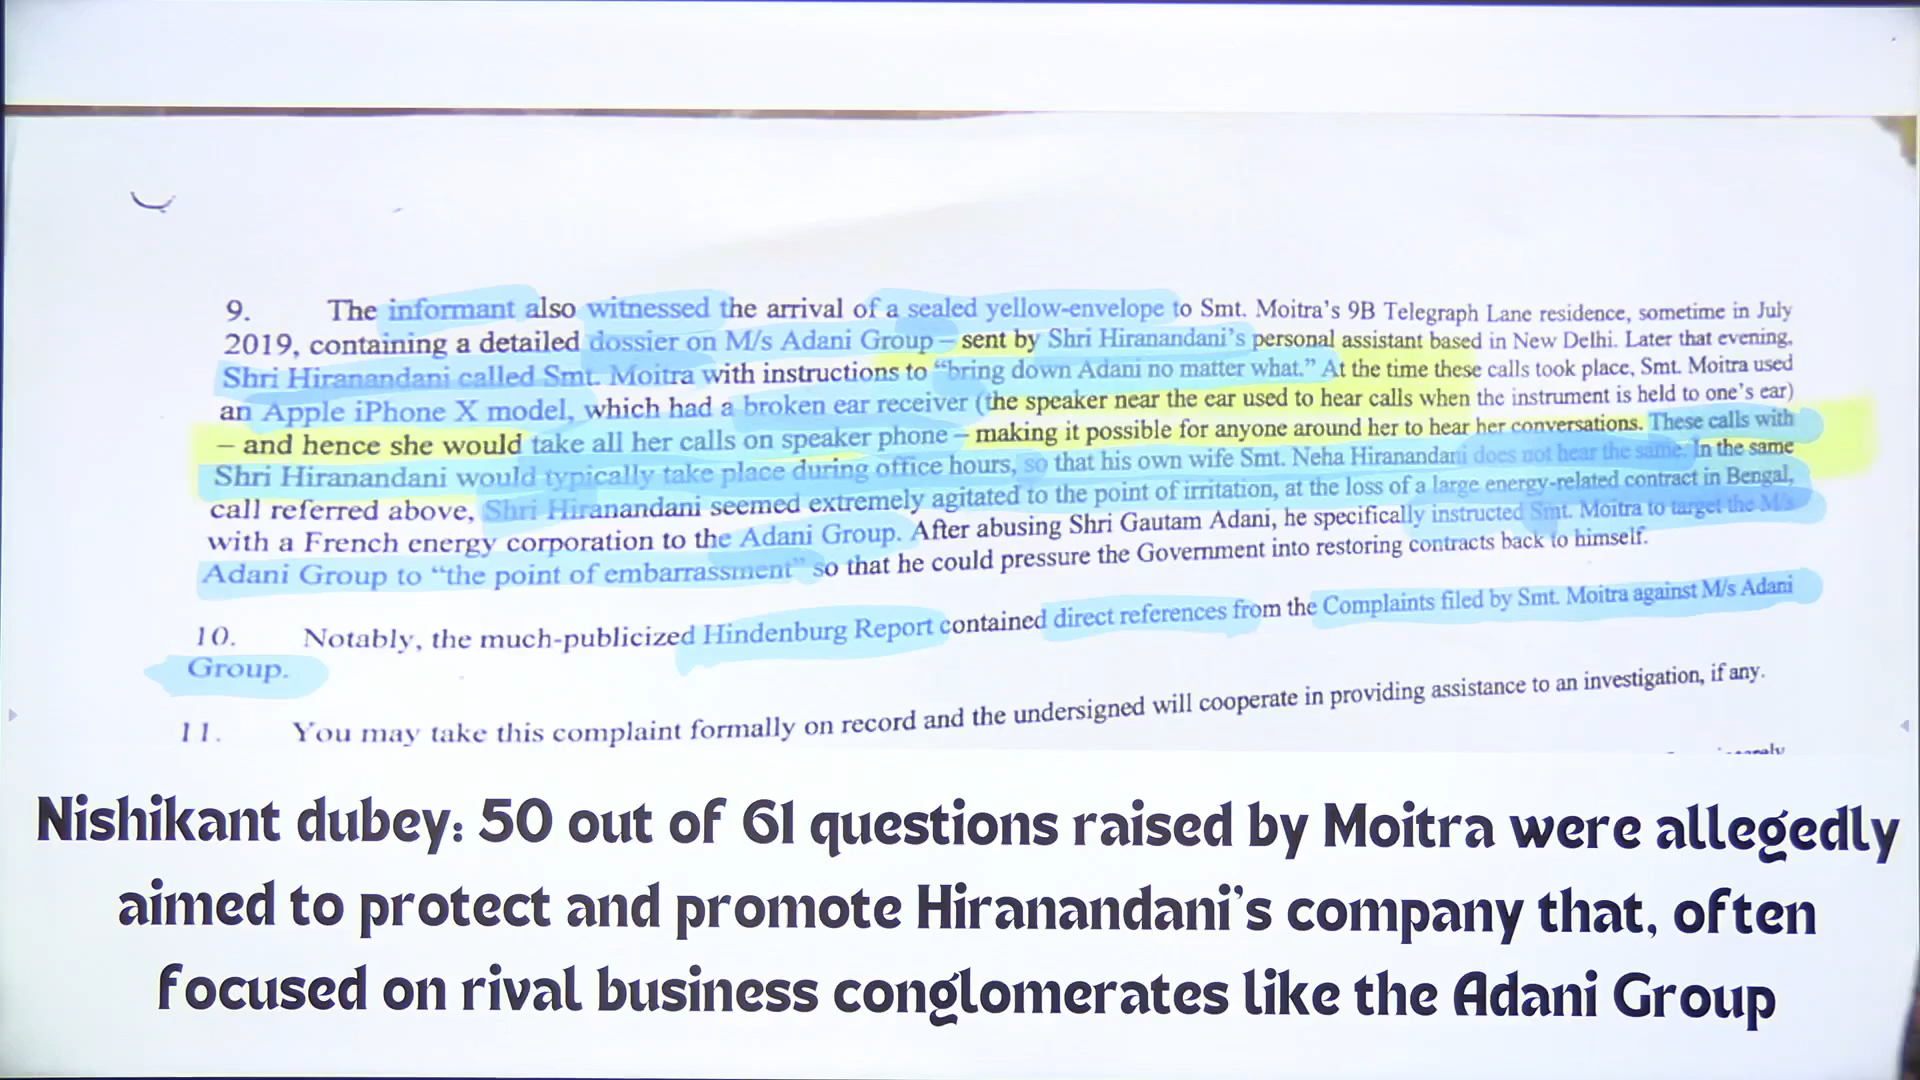 9. The informant also witnessed the arrival of a sealed yellow-envelope to Smt. Moitra's 9B Telegraph Lane residence, sometime in July
2019, containing a detailed dossier on M/s Adani Group – sent by Shri Hiranandani's personal assistant based in New Delhi. Later that evening,
Shri Hiranandani called Smt. Moitra with instructions to "bring down Adani no matter what." At the time these calls took place, Smt. Moitra used
an Apple iPhone X model, which had a broken ear receiver (the speaker near the ear used to hear calls when the instrument is held to one's ear)
– and hence she would take all her calls on speaker phone – making it possible for anyone around her to hear her conversations. These calls with
Shri Hiranandani would typically take place during office hours, so that his own wife Smt. Neha Hiranandani does not hear the same. In the same
call referred above, Shri Hiranandani seemed extremely agitated to the point of irritation, at the loss of a large energy-related contract in Bengal,
with a French energy corporation to the Adani Group. After abusing Shri Gautam Adani, he specifically instructed Smt. Moitra to target the M/s
Adani Group to "the point of embarrassment" so that he could pressure the Government into restoring contracts back to himself.
10. Notably, the much-publicized Hindenburg Report contained direct references from the Complaints filed by Smt. Moitra against M/s Adani
Group.
11. You may take this complaint formally on record and the undersigned will cooperate in providing assistance to an investigation, if any.
Nishikant dubey: 50 out of 61 questions raised by Moitra were allegedly
aimed to protect and promote Hiranandani's company that, often
focused on rival business conglomerates like the Adani Group